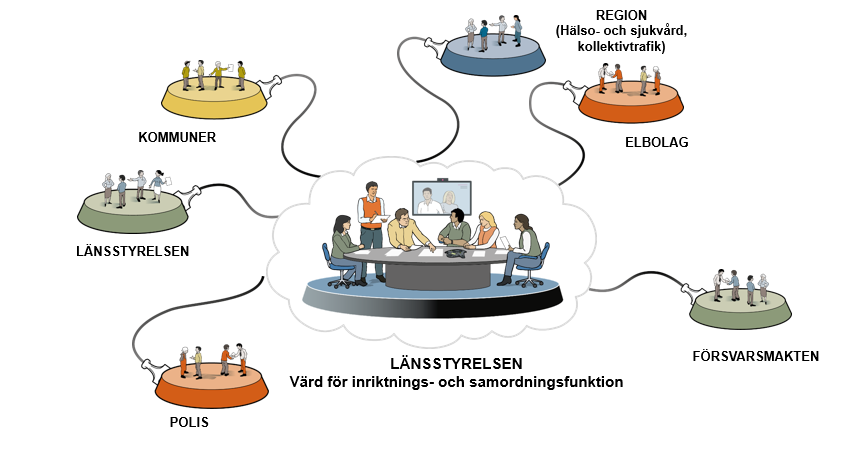 REGION
(Hälso- och sjukvård,
kollektivtrafik)
KOMMUNER
ELBOLAG
LÄNSSTYRELSEN
FÖRSVARSMAKTEN
LÄNSSTYRELSEN
Värd för inriktnings- och samordningsfunktion
POLIS